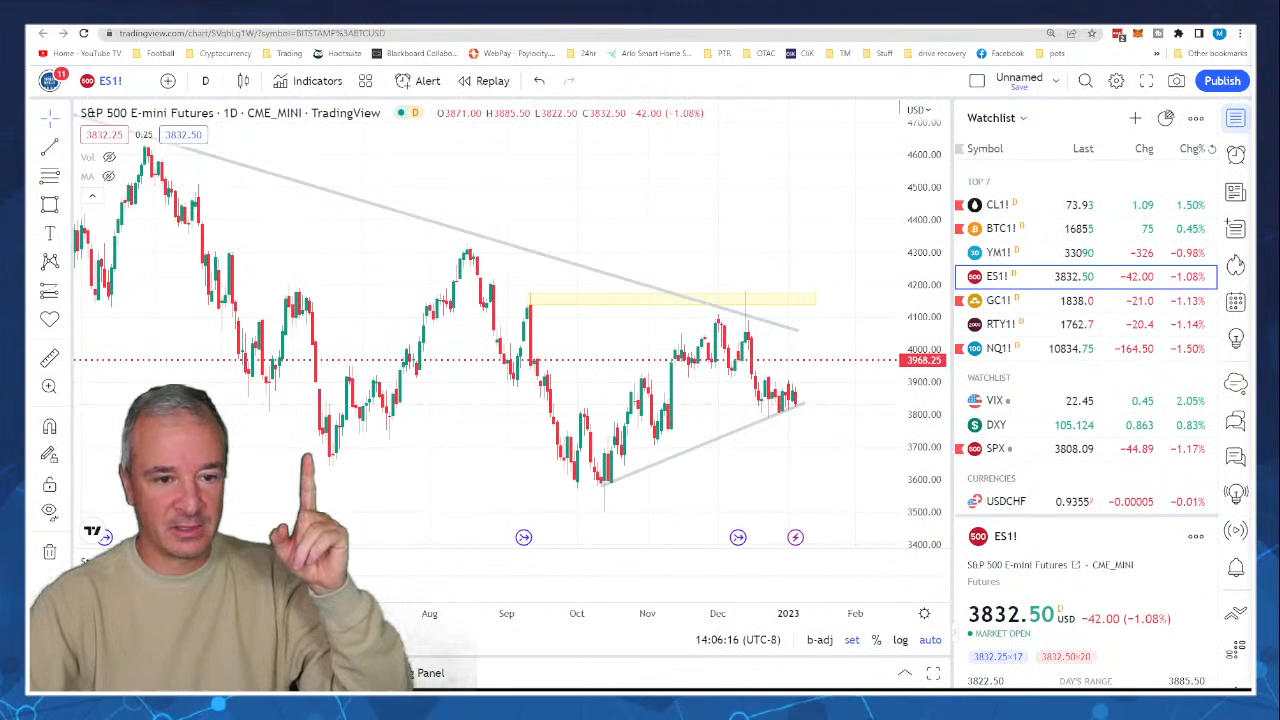 tradingview.com/chart/SVqhLg1W/?symbol=BITSTAMP%3ABTCUSD
Home - YouTube TV Football Cryptocurrency Trading Hootsuite Blackboard Collabo... WebPay - Paylocity... 24hr Arlo Smart Home S... PTR OTAC CliK TM Stuff drive recovery Facebook pots » Other bookmarks
11 500 ES1! D Indicators Alert Replay Unnamed Save Publish
S&P 500 E-mini Futures · 1D · CME_MINI · TradingView D O3871.00 H3885.50 L3822.50 C3832.50 −42.00 (−1.08%) USD
3832.25 0.25 3832.50
Vol
MA
4700.00
4600.00
4500.00
4400.00
4300.00
4200.00
4100.00
4000.00
3968.25
3900.00
3800.00
3700.00
3600.00
3500.00
3400.00
Aug Sep Oct Nov Dec 2023 Feb
14:06:16 (UTC-8) b-adj set % log auto
Panel
Watchlist
Symbol Last Chg Chg%
TOP 7
CL1! D 73.93 1.09 1.50%
BTC1! D 16855 75 0.45%
30 YM1! D 33090 −326 −0.98%
500 ES1! D 3832.50 −42.00 −1.08%
GC1! D 1838.0 −21.0 −1.13%
2000 RTY1! D 1762.7 −20.4 −1.14%
100 NQ1! D 10834.75 −164.50 −1.50%
WATCHLIST
VIX 22.45 0.45 2.05%
DXY 105.124 0.863 0.83%
500 SPX 3808.09 −44.89 −1.17%
CURRENCIES
USDCHF 0.93557 −0.00005 −0.01%
500 ES1!
S&P 500 E-mini Futures · CME_MINI
Futures
3832.50 D USD −42.00 (−1.08%)
MARKET OPEN
3832.25×17 3832.50×20
3822.50 DAY'S RANGE 3885.50